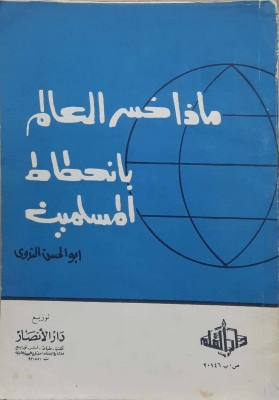 ماذا خسر العالم
بانحطاط
المسلمين
ابو الحسن الندوي
توزيع
دار الأنصار
دار القلم
ص.ب ٢٠١٤٦